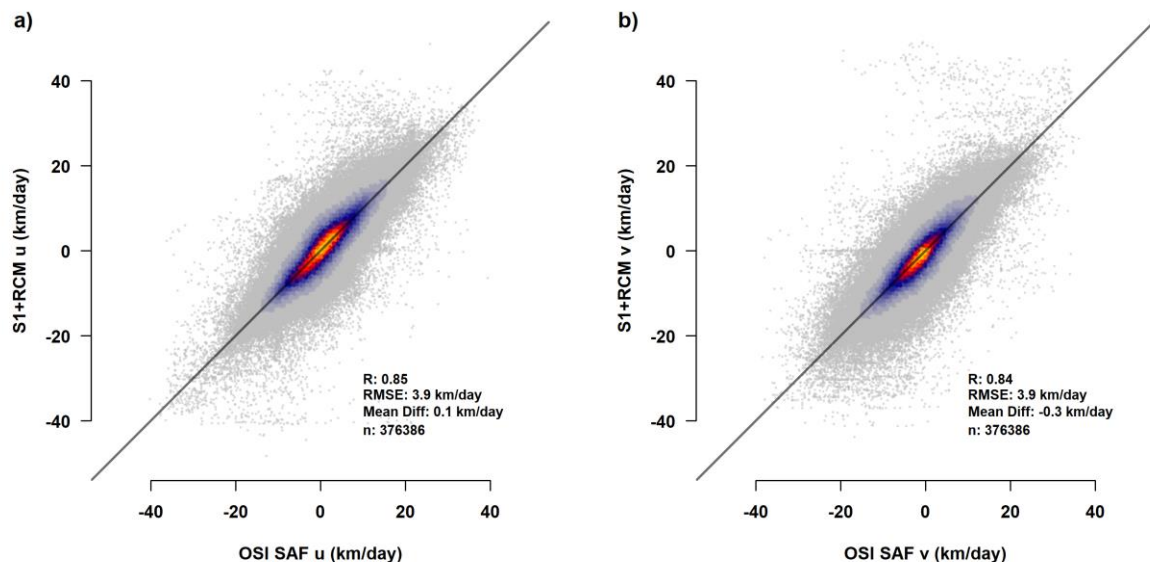 a)
S1+RCM u (km/day)
40
20
0
-20
-40
R: 0.85
RMSE: 3.9 km/day
Mean Diff: 0.1 km/day
n: 376386
-40 -20 0 20 40
OSI SAF u (km/day)
b)
S1+RCM v (km/day)
40
20
0
-20
-40
R: 0.84
RMSE: 3.9 km/day
Mean Diff: -0.3 km/day
n: 376386
-40 -20 0 20 40
OSI SAF v (km/day)